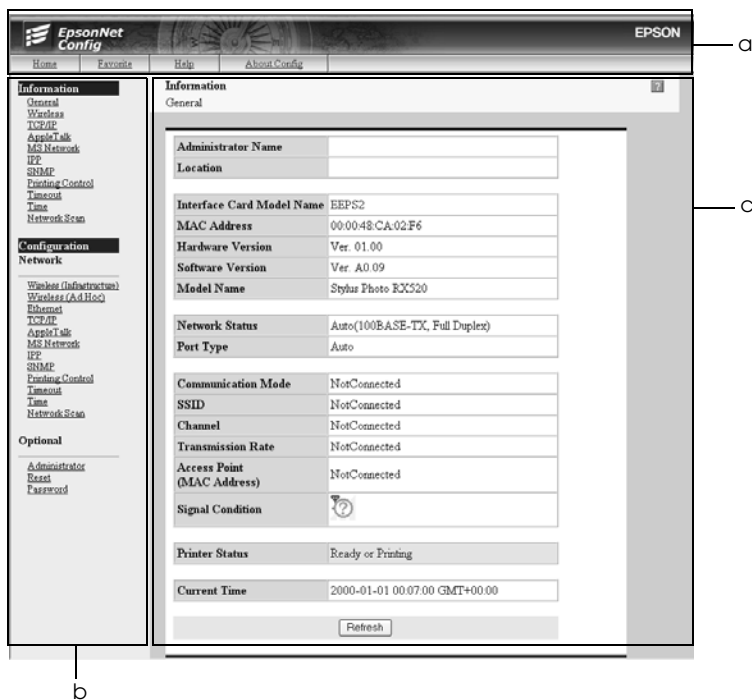 EpsonNet
Config
EPSON
a
Home Favorite Help About Config
Information
General
Wireless
TCP/IP
AppleTalk
MS Network
IPP
SNMP
Printing Control
Timeout
Time
Network Scan
Configuration
Network
Wireless (Infrastructure)
Wireless (Ad Hoc)
Ethernet
TCP/IP
AppleTalk
MS Network
IPP
SNMP
Printing Control
Timeout
Time
Network Scan
Optional
Administrator
Reset
Password
b
Information
General
?
Administrator Name
Location
Interface Card Model Name EEPS2
MAC Address 00:00:48:CA:02:F6
Hardware Version Ver. 01.00
Software Version Ver. A0.09
Model Name Stylus Photo RX520
Network Status Auto(100BASE-TX, Full Duplex)
Port Type Auto
Communication Mode NotConnected
SSID NotConnected
Channel NotConnected
Transmission Rate NotConnected
Access Point
(MAC Address) NotConnected
Signal Condition ?
Printer Status Ready or Printing
Current Time 2000-01-01 00:07:00 GMT+00:00
Refresh
c